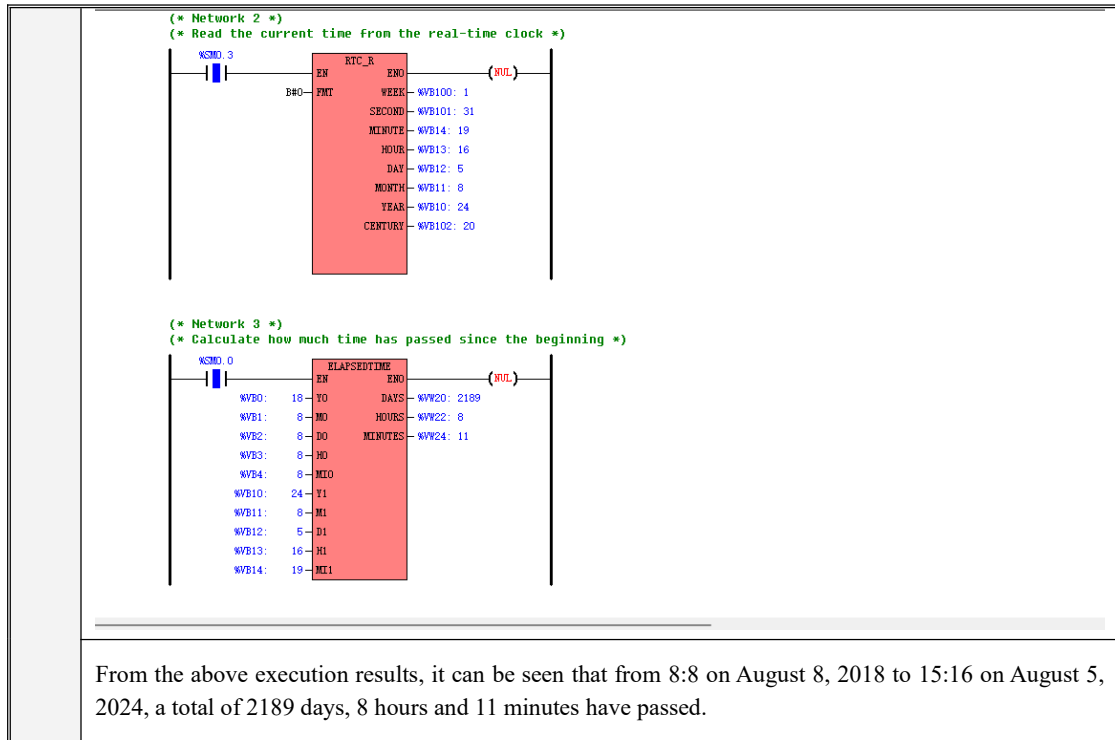 (* Network 2 *)
(* Read the current time from the real-time clock *)
%SM0.3
RTC_R
EN ENO (NUL)
B#0 FMT WEEK %VB100: 1
SECOND %VB101: 31
MINUTE %VB14: 19
HOUR %VB13: 16
DAY %VB12: 5
MONTH %VB11: 8
YEAR %VB10: 24
CENTURY %VB102: 20
(* Network 3 *)
(* Calculate how much time has passed since the beginning *)
%SM0.0
ELAPSEDTIME
EN ENO (NUL)
%VB0: 18 Y0 DAYS %VW20: 2189
%VB1: 8 M0 HOURS %VW22: 8
%VB2: 8 D0 MINUTES %VW24: 11
%VB3: 8 H0
%VB4: 8 MI0
%VB10: 24 Y1
%VB11: 8 M1
%VB12: 5 D1
%VB13: 16 H1
%VB14: 19 MI1
From the above execution results, it can be seen that from 8:8 on August 8, 2018 to 15:16 on August 5,
2024, a total of 2189 days, 8 hours and 11 minutes have passed.